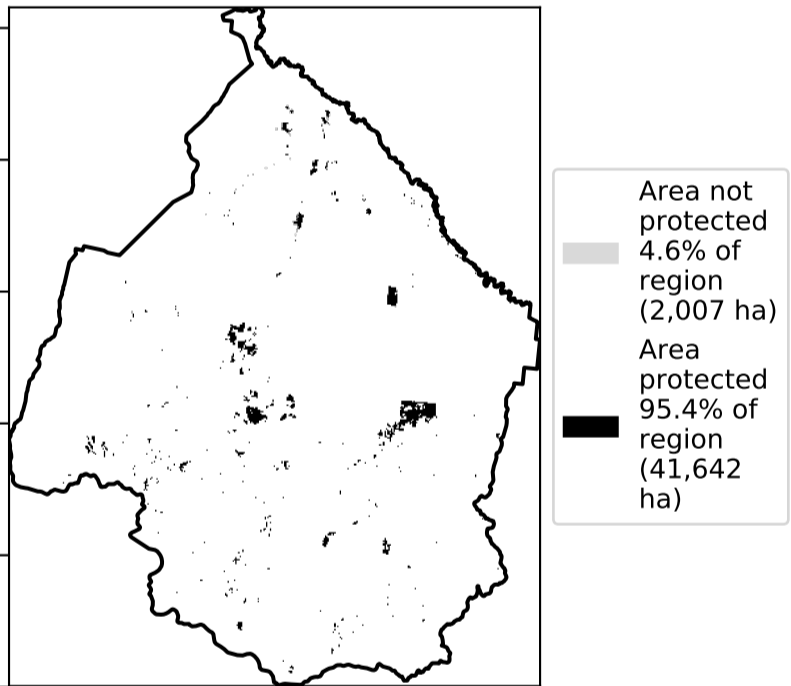 Area not
protected
4.6% of
region
(2,007 ha)
Area
protected
95.4% of
region
(41,642
ha)